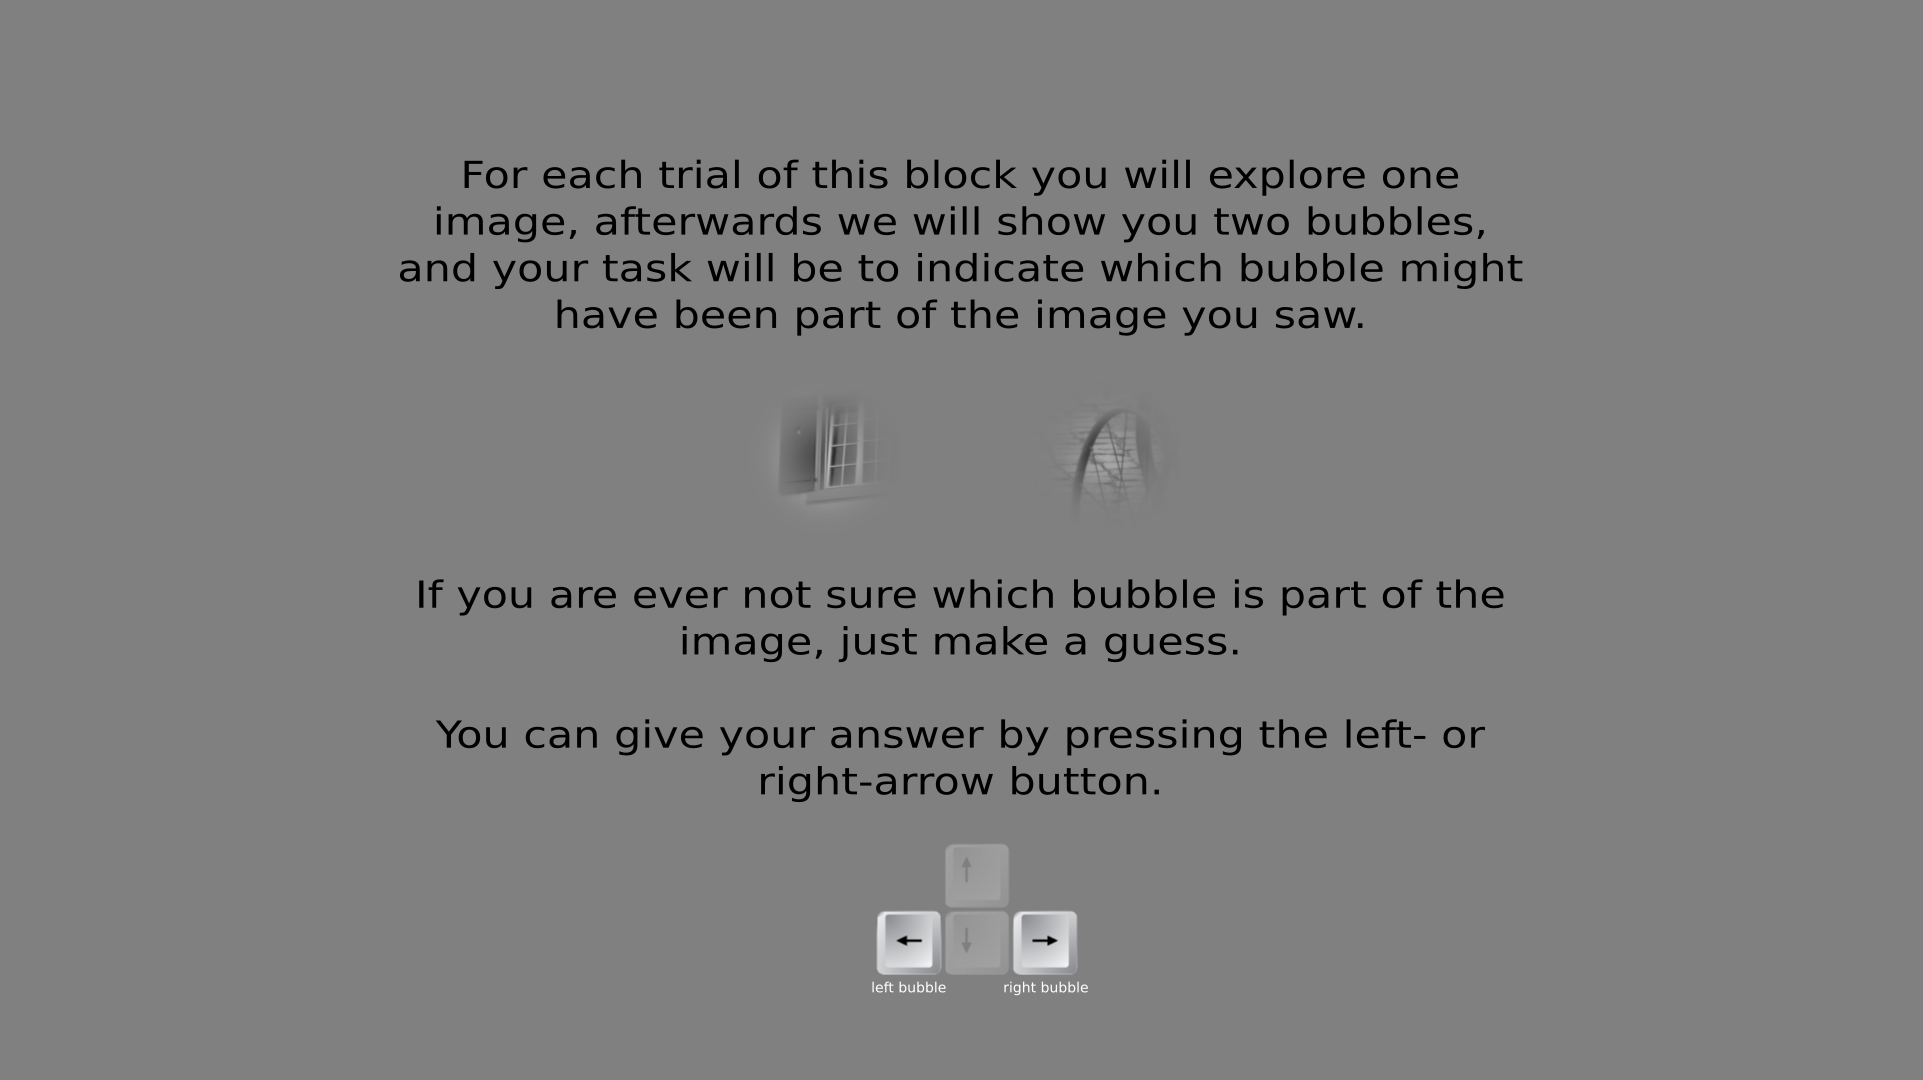 For each trial of this block you will explore one
image, afterwards we will show you two bubbles,
and your task will be to indicate which bubble might
have been part of the image you saw.
If you are ever not sure which bubble is part of the
image, just make a guess.
You can give your answer by pressing the left- or
right-arrow button.
left bubble
right bubble